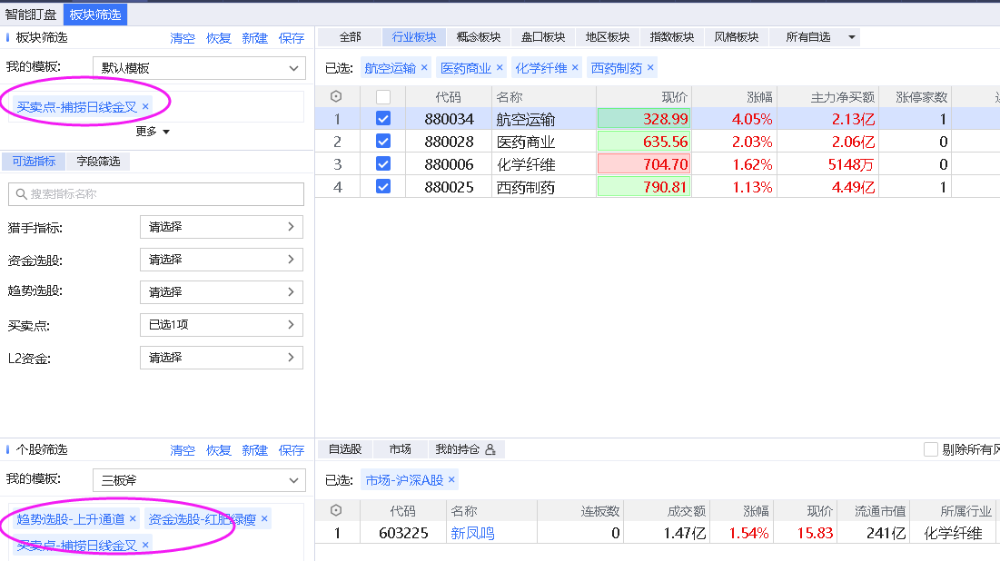 智能盯盘 板块筛选
板块筛选 清空 恢复 新建 保存
我的模板: 默认模板
买卖点-捕捞日线金叉 ×
更多
可选指标 字段筛选
搜索指标名称
猎手指标: 请选择
资金选股: 请选择
趋势选股: 请选择
买卖点: 已选1项
L2资金: 请选择
全部 行业板块 概念板块 盘口板块 地区板块 指数板块 风格板块 所有自选
已选: 航空运输 × 医药商业 × 化学纤维 × 西药制药 ×
代码 名称 现价 涨幅 主力净买额 涨停家数
1 880034 航空运输 328.99 4.05% 2.13亿 1
2 880028 医药商业 635.56 2.03% 2.06亿 0
3 880006 化学纤维 704.70 1.62% 5148万 0
4 880025 西药制药 790.81 1.13% 4.49亿 1
个股筛选 清空 恢复 新建 保存
我的模板: 三板斧
趋势选股-上升通道 × 资金选股-红肥绿瘦 ×
买卖点-捕捞日线金叉 ×
自选股 市场 我的持仓 剔除所有风
已选: 市场-沪深A股 ×
代码 名称 连板数 成交额 涨幅 现价 流通市值 所属行业
1 603225 新凤鸣 0 1.47亿 1.54% 15.83 241亿 化学纤维